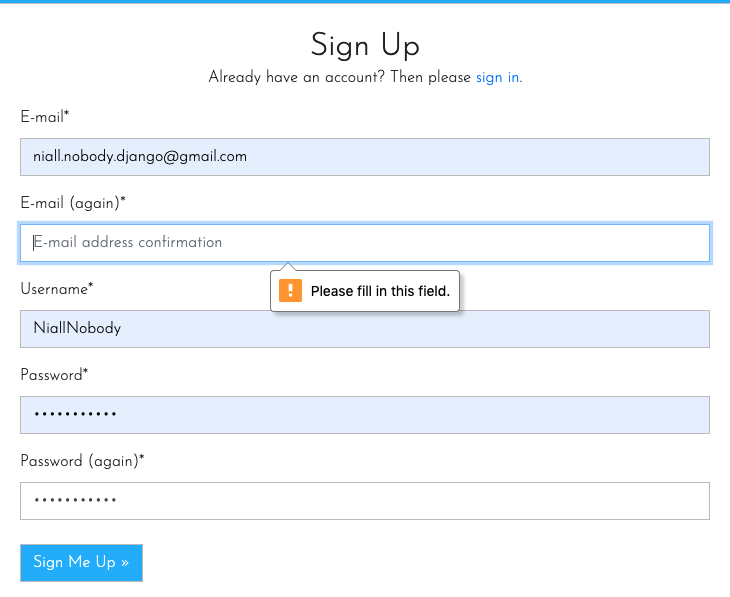 Sign Up
Already have an account? Then please sign in.
E-mail*
niall.nobody.django@gmail.com
E-mail (again)*
E-mail address confirmation
Please fill in this field.
Username*
NiallNobody
Password*
•••••••••••
Password (again)*
•••••••••••
Sign Me Up »